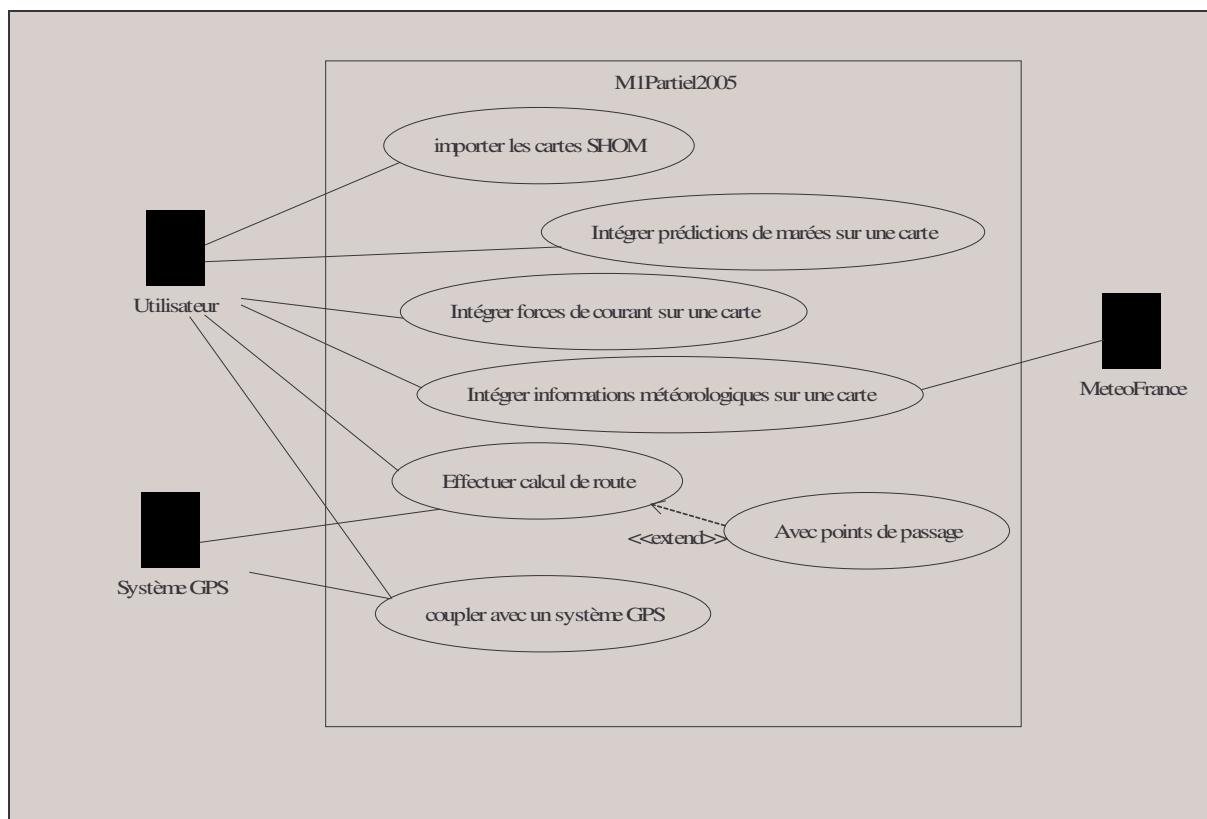 M1Partiel2005
importer les cartes SHOM
Intégrer prédictions de marées sur une carte
Utilisateur
Intégrer forces de courant sur une carte
Intégrer informations météorologiques sur une carte
MeteoFrance
Effectuer calcul de route
<<extend>>
Avec points de passage
Système GPS
coupler avec un système GPS